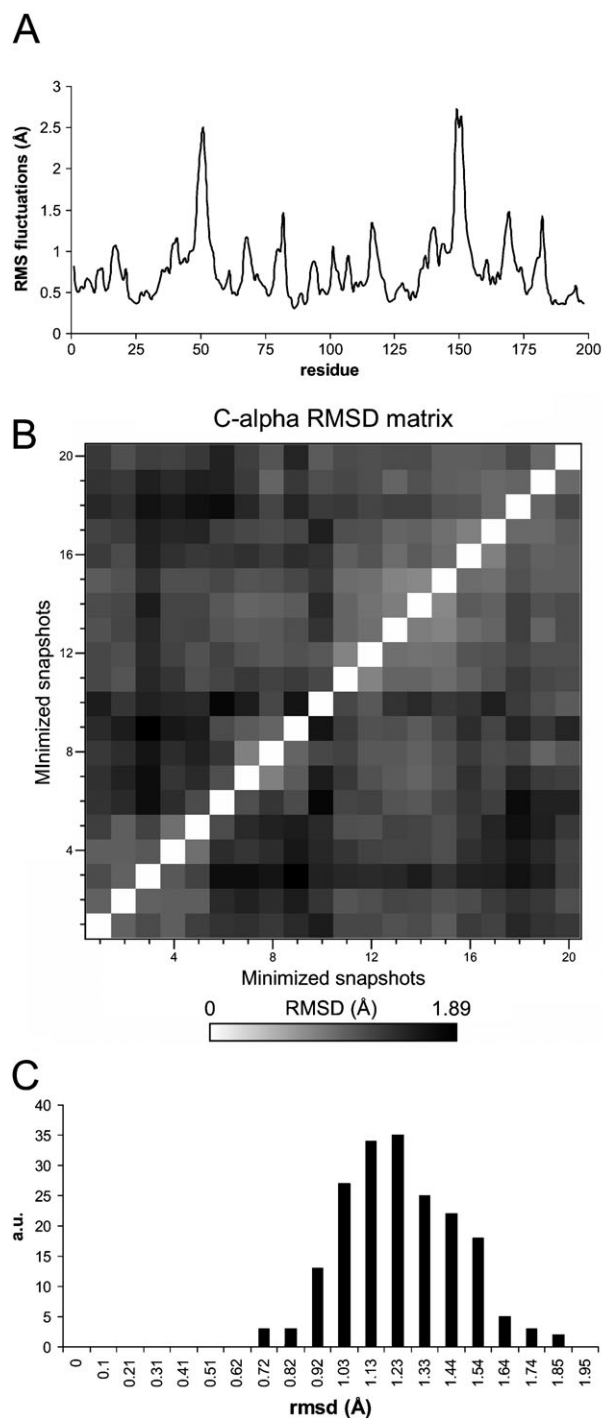 A
RMS fluctuations (Å)
3
2.5
2
1.5
1
0.5
0
0 25 50 75 100 125 150 175 200
residue
B
C-alpha RMSD matrix
MInimized snapshots
20
16
12
8
4
4 8 12 16 20
Minimized snapshots
0 RMSD (Å) 1.89
C
a.u.
40
35
30
25
20
15
10
5
0
0 0.1 0.21 0.31 0.41 0.51 0.62 0.72 0.82 0.92 1.03 1.13 1.23 1.33 1.44 1.54 1.64 1.74 1.85 1.95
rmsd (Å)